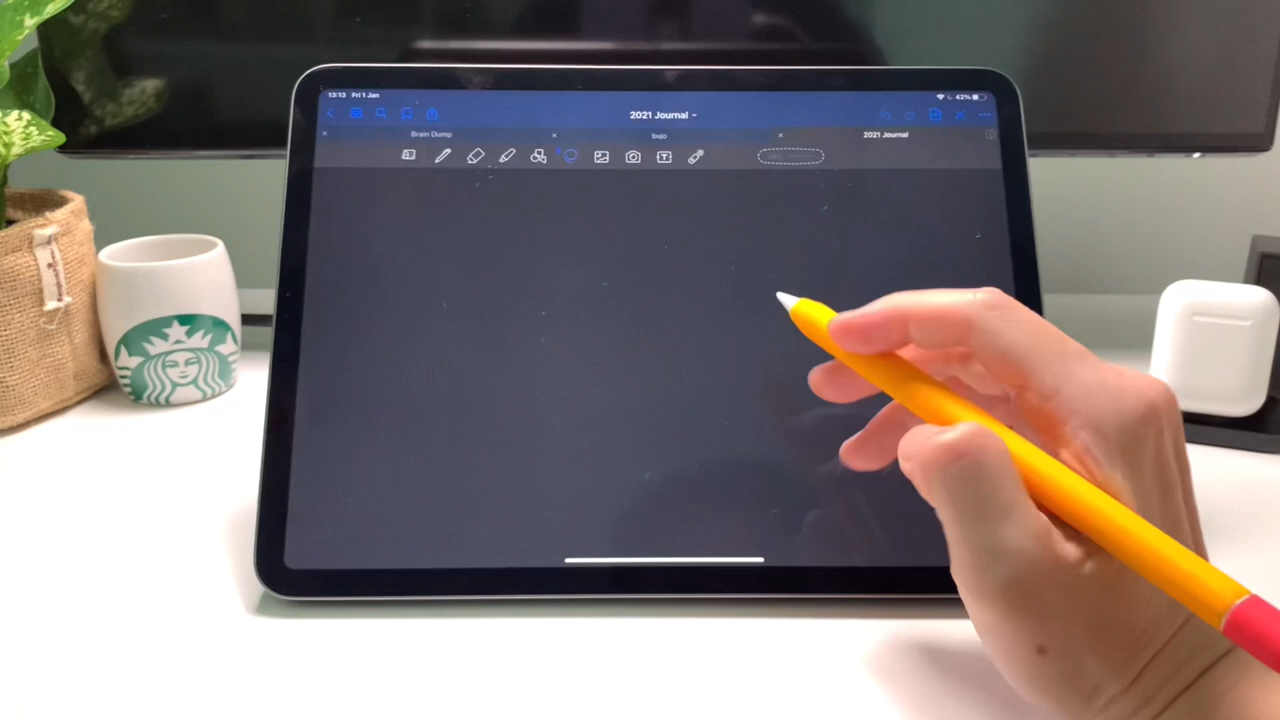 13:13 Fri 1 Jan
42%
2021 Journal
Brain Dump
bujo
2021 Journal
T